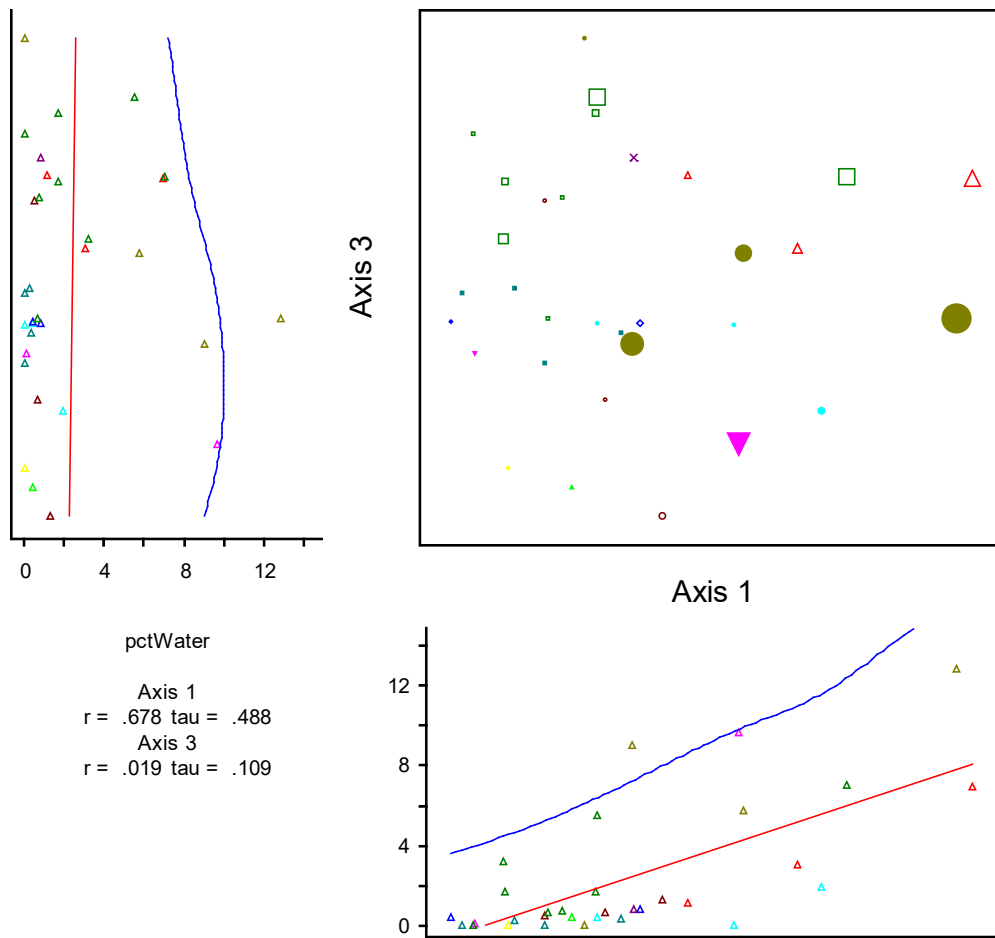 Axis 3
0 4 8 12
Axis 1
pctWater
Axis 1
r = .678 tau = .488
Axis 3
r = .019 tau = .109
12
8
4
0